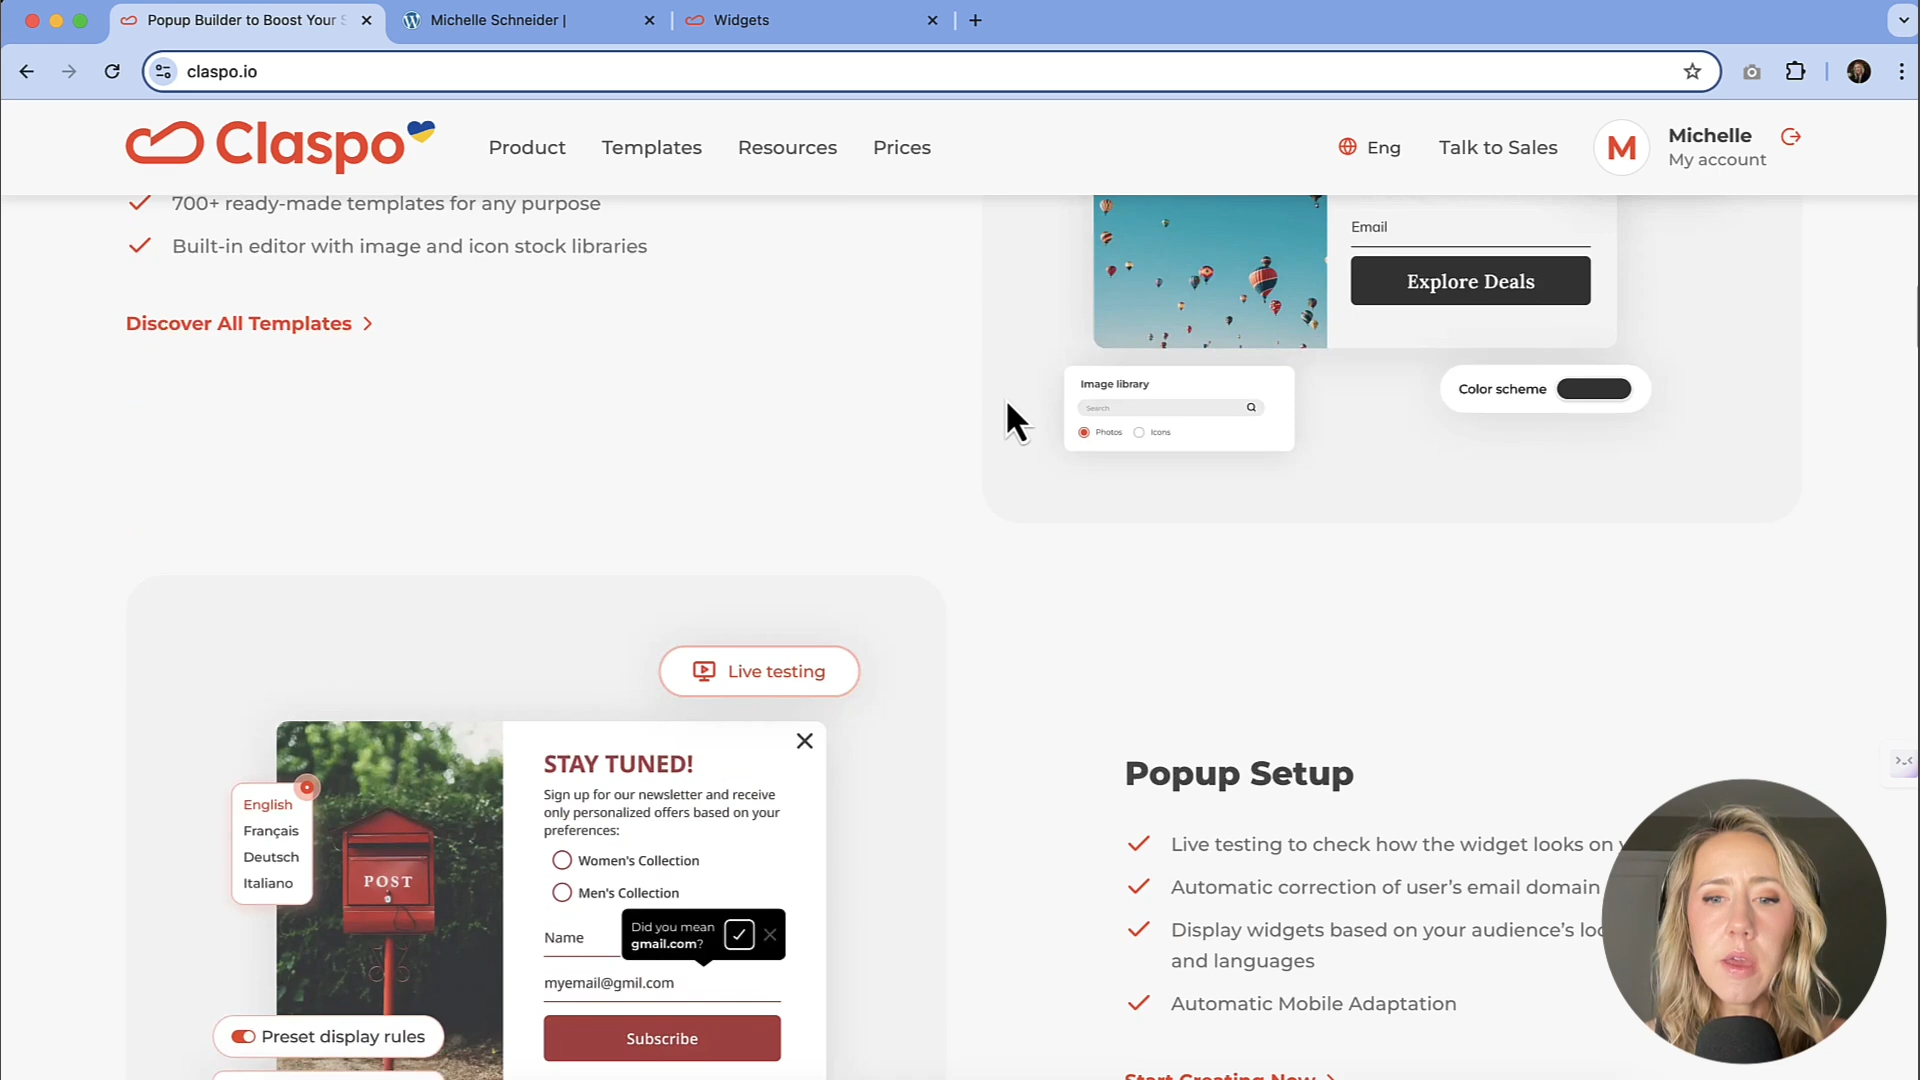 Popup Builder to Boost Your S
Michelle Schneider |
Widgets
claspo.io
Claspo
Product
Templates
Resources
Prices
Eng
Talk to Sales
M
Michelle
My account
700+ ready-made templates for any purpose
Built-in editor with image and icon stock libraries
Discover All Templates
Email
Explore Deals
Image library
Search
Photos
Icons
Color scheme
Live testing
English
Français
Deutsch
Italiano
POST
STAY TUNED!
Sign up for our newsletter and receive
only personalized offers based on your
preferences:
Women's Collection
Men's Collection
Name
Did you mean
gmail.com?
myemail@gmil.com
Subscribe
Preset display rules
Popup Setup
Live testing to check how the widget looks on
Automatic correction of user's email domain
Display widgets based on your audience's loc
and languages
Automatic Mobile Adaptation
Start Creating Now